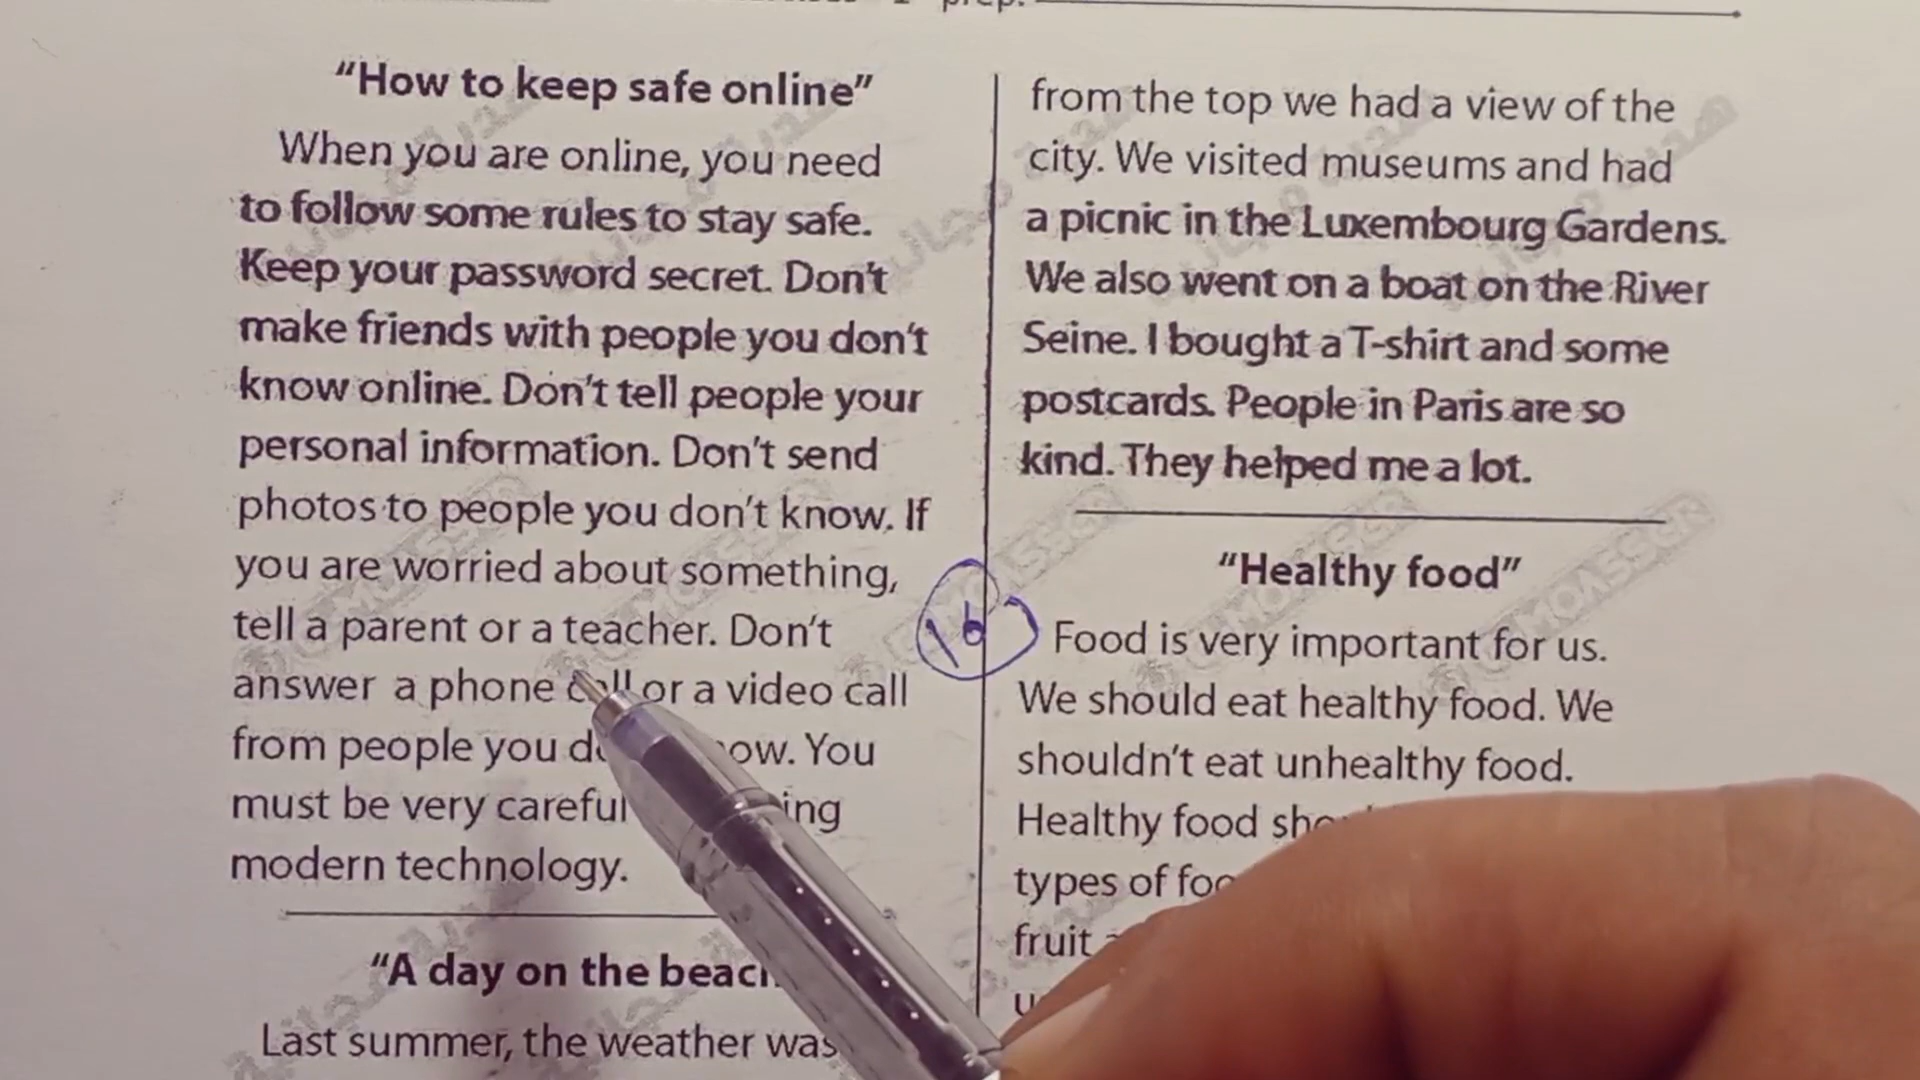 prep.
“How to keep safe online”
When you are online, you need
to follow some rules to stay safe.
Keep your password secret. Don't
make friends with people you don't
know online. Don't tell people your
personal information. Don't send
photos to people you don't know. If
you are worried about something,
tell a parent or a teacher. Don't
answer a phone call or a video call
from people you know. You
must be very careful
modern technology.
“A day on the
Last summer, the weather was
from the top we had a view of the
city. We visited museums and had
a picnic in the Luxembourg Gardens.
We also went on a boat on the River
Seine. I bought a T-shirt and some
postcards. People in Paris are so
kind. They helped me a lot.
16
“Healthy food”
Food is very important for us.
We should eat healthy food. We
shouldn't eat unhealthy food.
Healthy food
types of
fruit